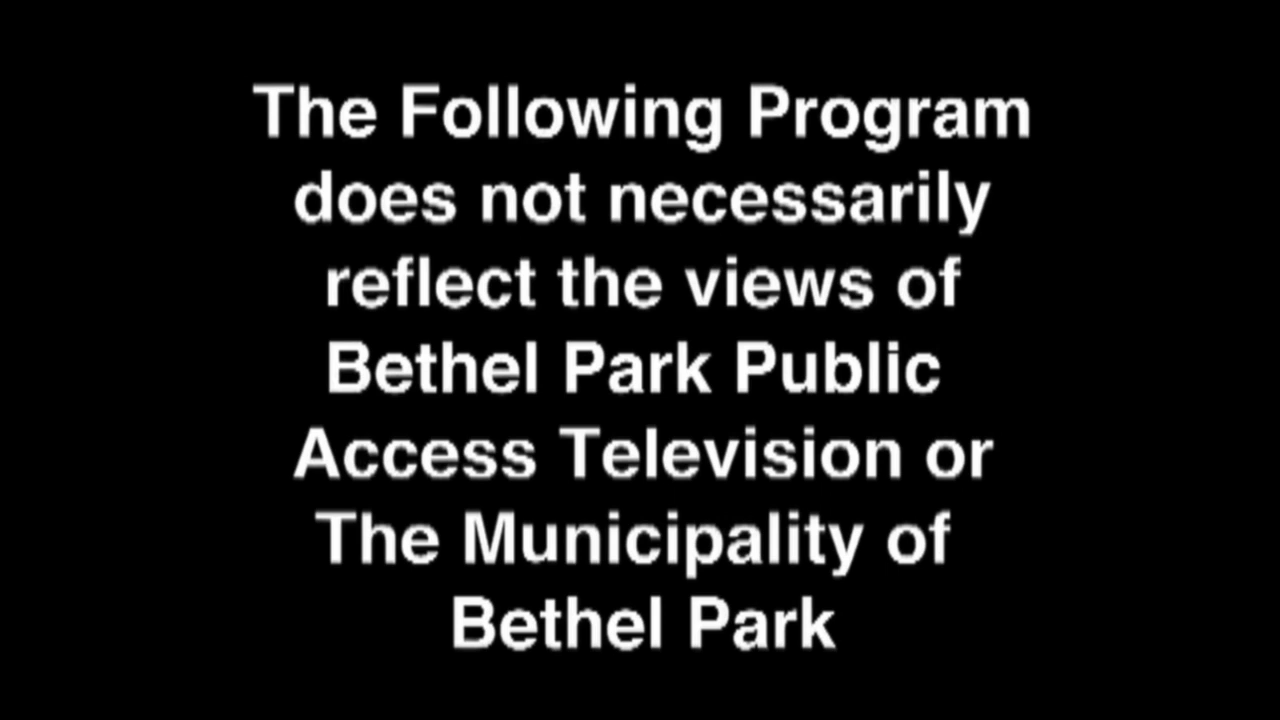 The Following Program
does not necessarily
reflect the views of
Bethel Park Public
Access Television or
The Municipality of
Bethel Park